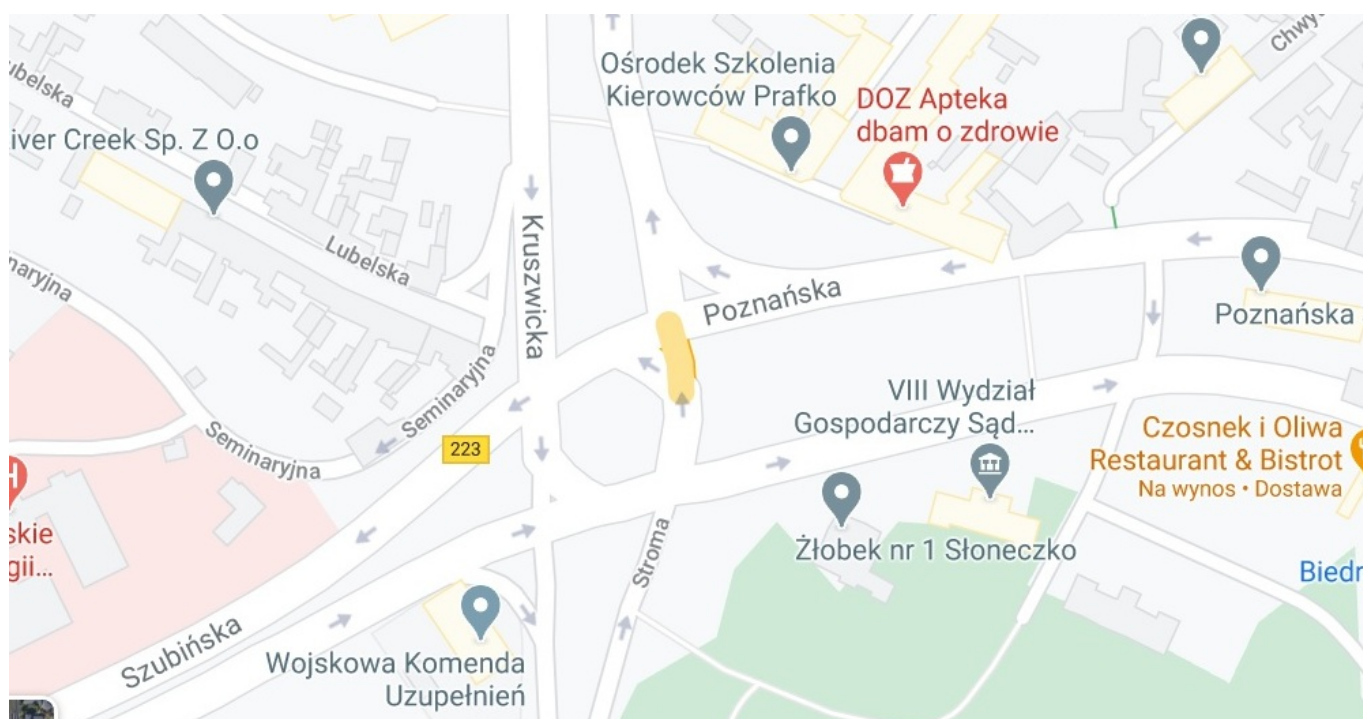 Ośrodek Szkolenia
Kierowców Prafko
DOZ Apteka
dbam o zdrowie
iver Creek Sp. Z O.o
Lubelska
Kruszwicka
Poznańska
Poznańska
Seminaryjna
Seminaryjna
223
VIII Wydział
Gospodarczy Sąd...
Czosnek i Oliwa
Restaurant & Bistrot
Na wynos • Dostawa
skie
gii...
H
Stroma
Żłobek nr 1 Słoneczko
Biedr
Szubińska
Wojskowa Komenda
Uzupełnień
ubelska
naryjna
Chwy